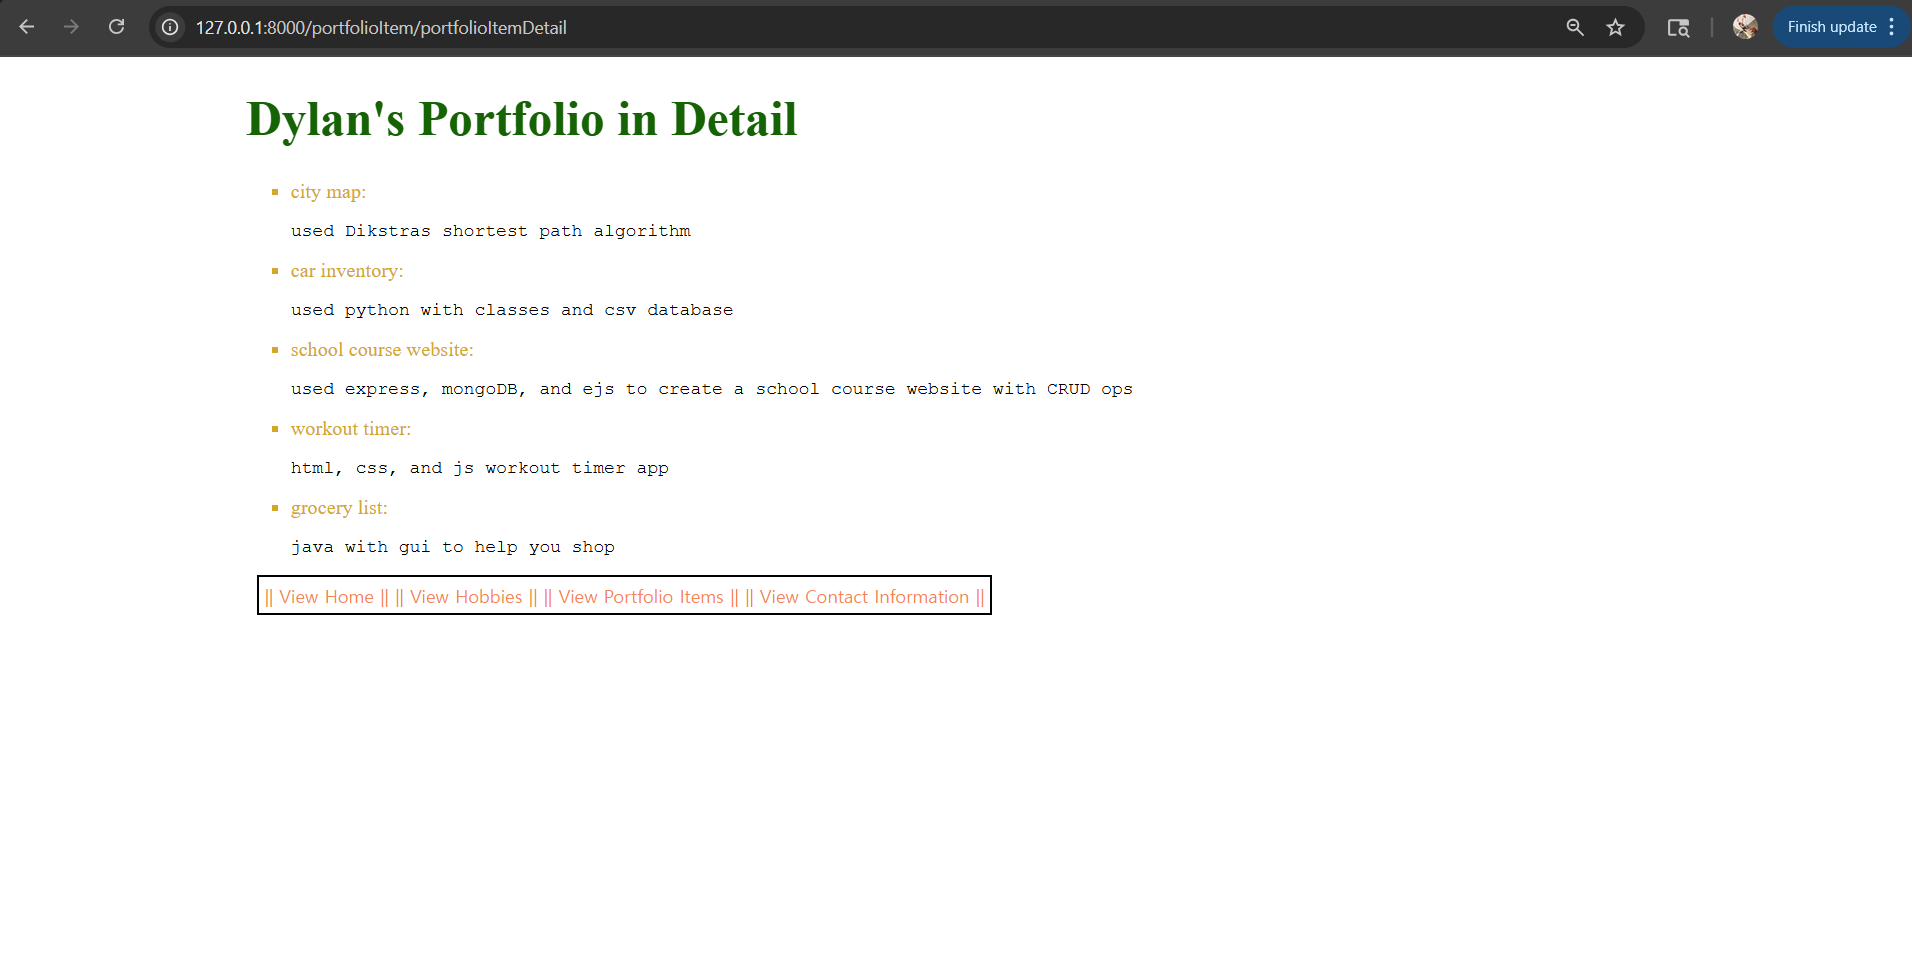 127.0.0.1:8000/portfolioItem/portfolioItemDetail
Finish update
Dylan's Portfolio in Detail
city map:
used Dikstras shortest path algorithm
car inventory:
used python with classes and csv database
school course website:
used express, mongoDB, and ejs to create a school course website with CRUD ops
workout timer:
html, css, and js workout timer app
grocery list:
java with gui to help you shop
|| View Home || || View Hobbies || || View Portfolio Items || || View Contact Information ||